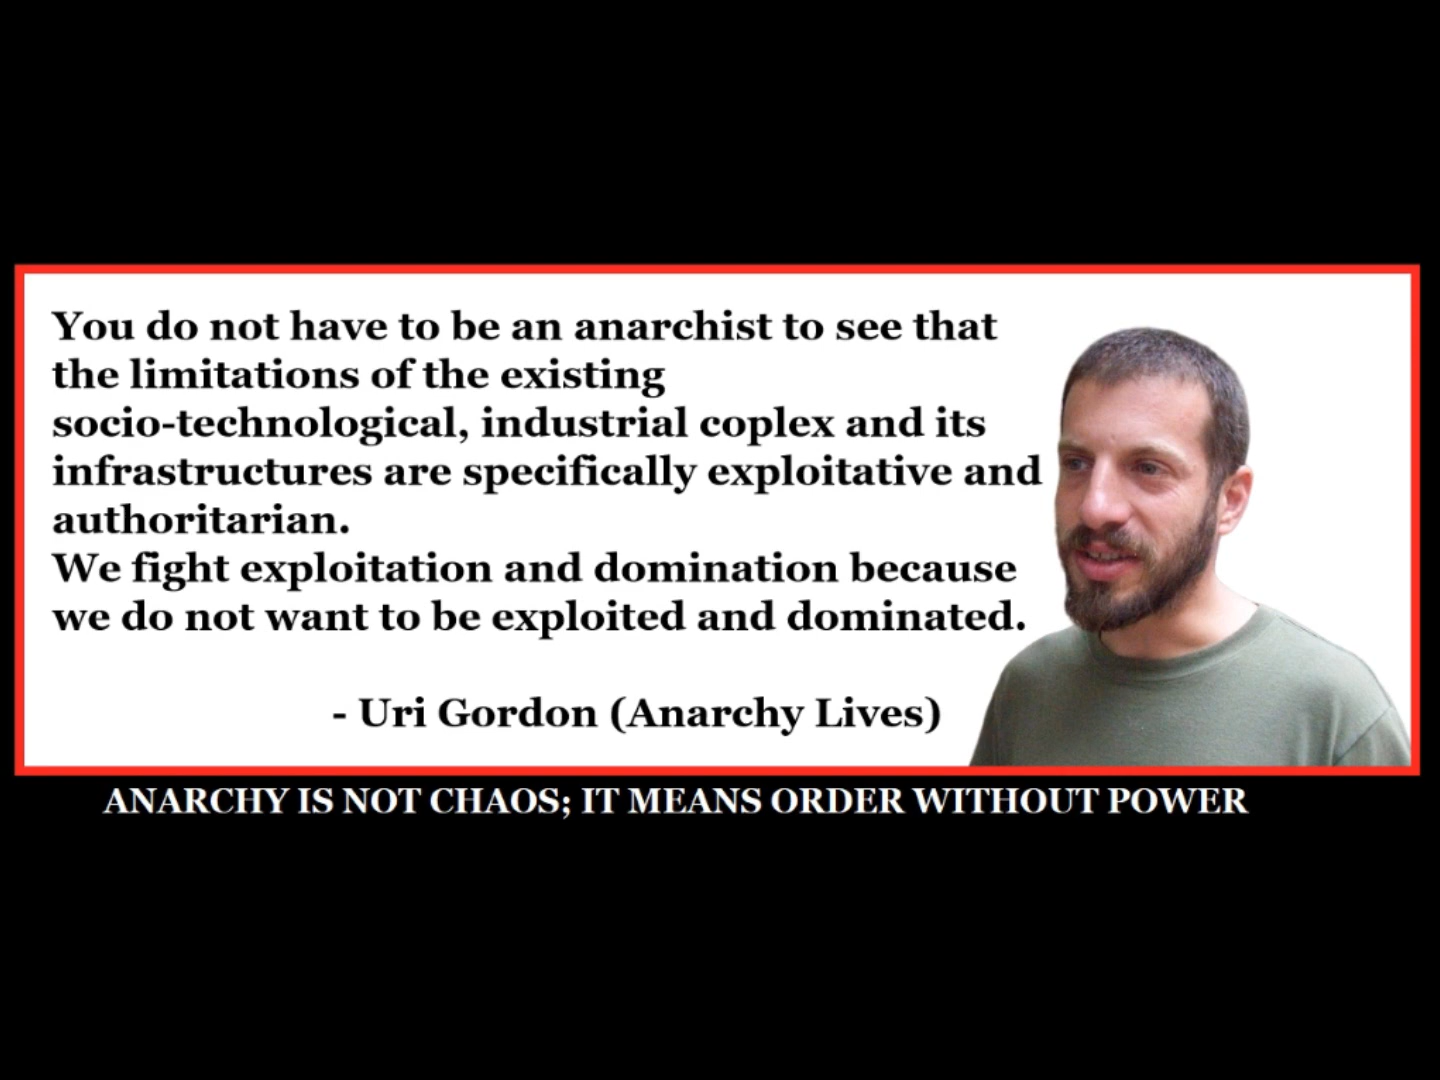 You do not have to be an anarchist to see that
the limitations of the existing
socio-technological, industrial coplex and its
infrastructures are specifically exploitative and
authoritarian.
We fight exploitation and domination because
we do not want to be exploited and dominated.
- Uri Gordon (Anarchy Lives)
ANARCHY IS NOT CHAOS; IT MEANS ORDER WITHOUT POWER